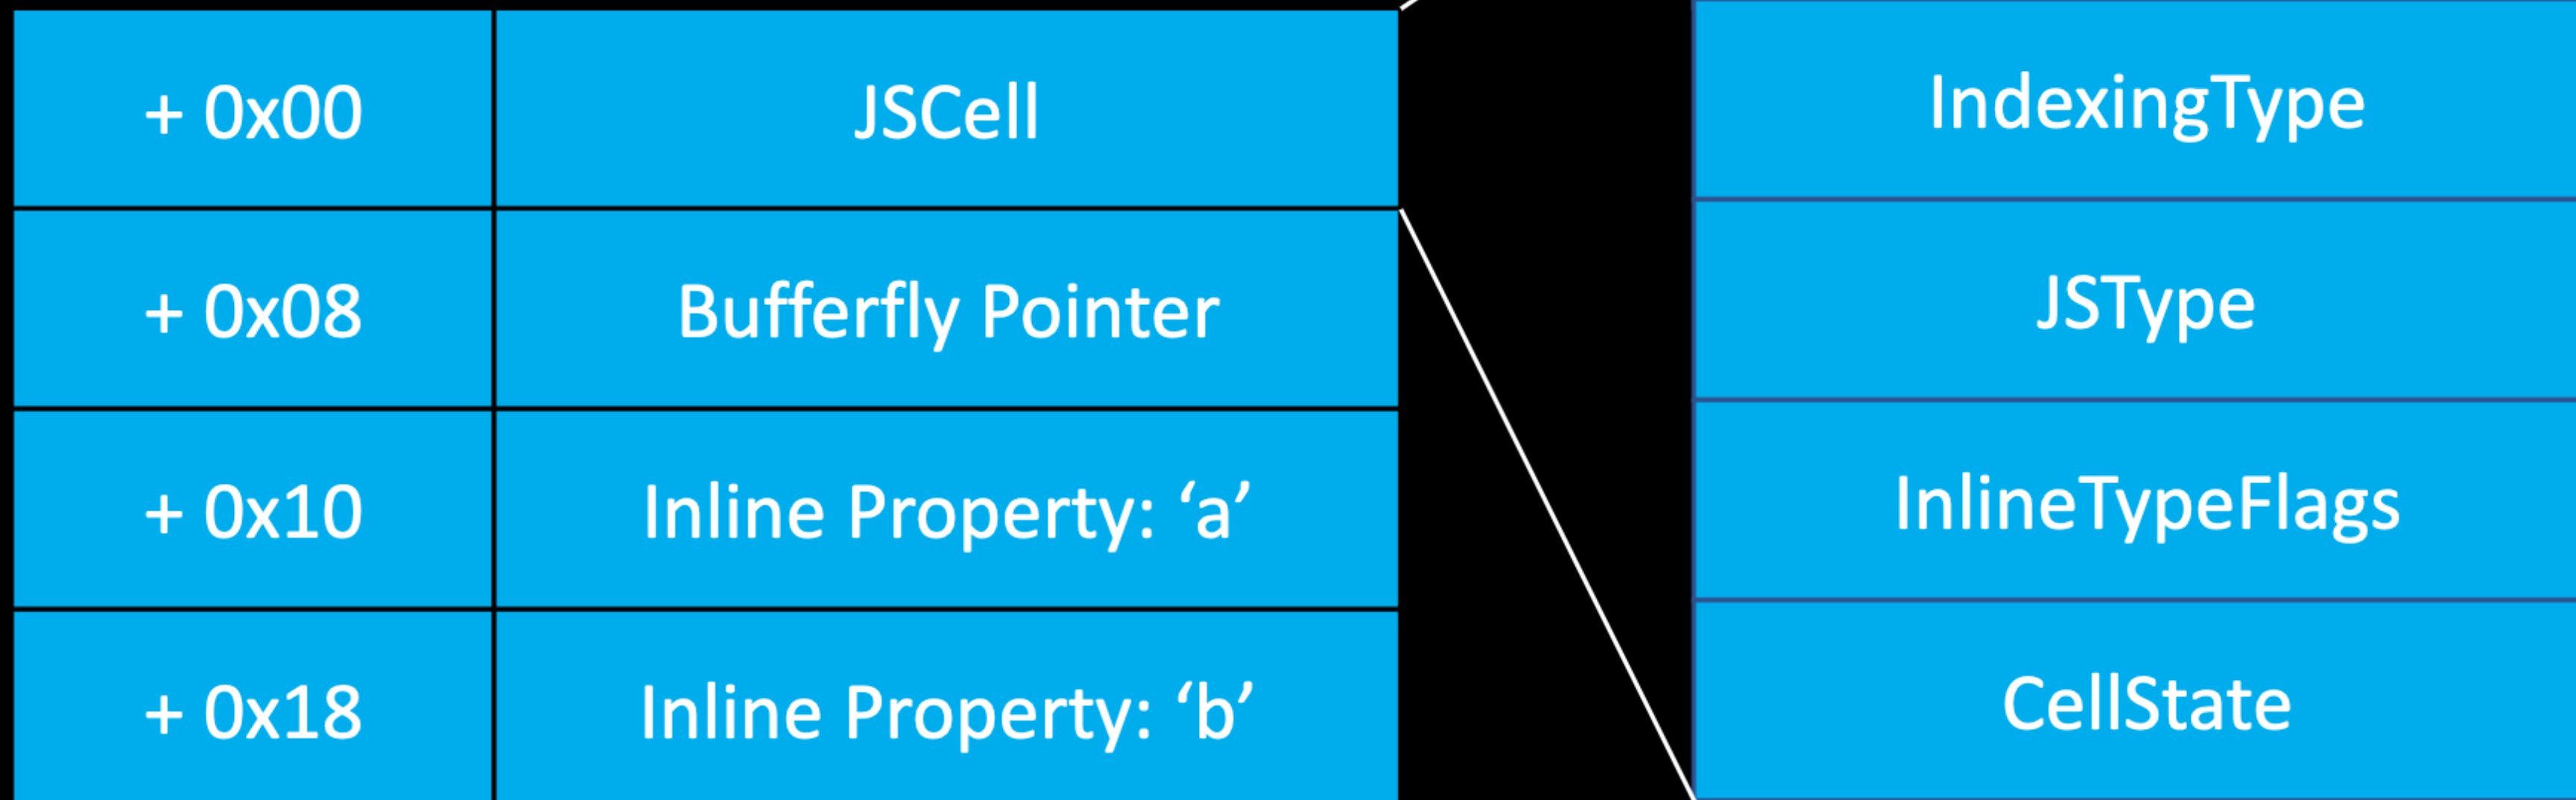 + 0x00
JSCell
+ 0x08
Bufferfly Pointer
+ 0x10
Inline Property: ‘a’
+ 0x18
Inline Property: ‘b’
IndexingType
JSType
InlineTypeFlags
CellState